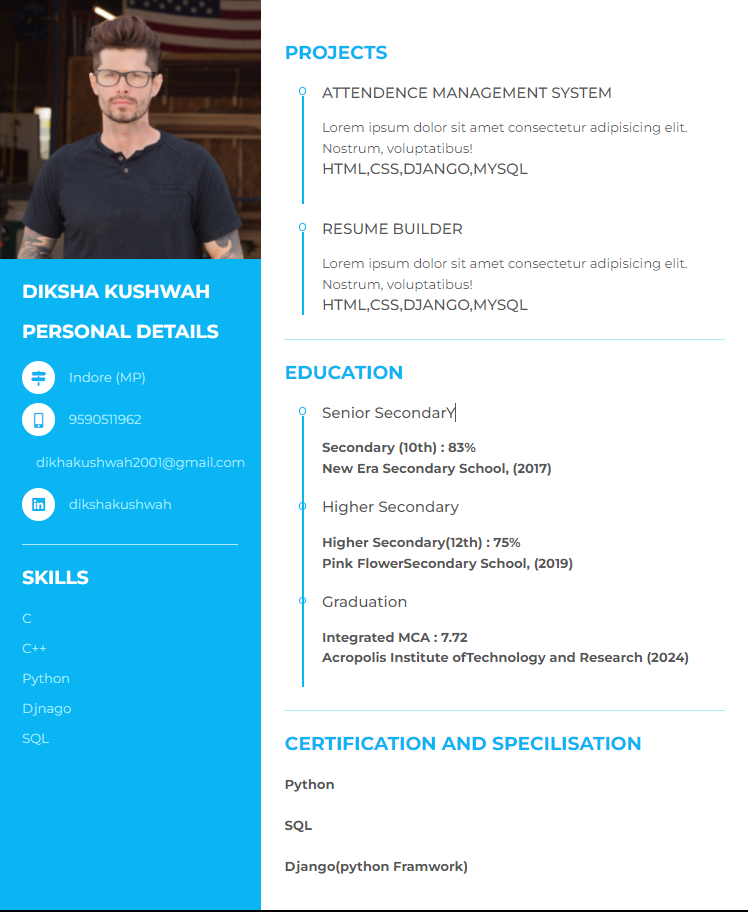 DIKSHA KUSHWAH
PERSONAL DETAILS
Indore (MP)
9590511962
dikhakushwah2001@gmail.com
dikshakushwah
SKILLS
C
C++
Python
Djnago
SQL
PROJECTS
ATTENDENCE MANAGEMENT SYSTEM
Lorem ipsum dolor sit amet consectetur adipisicing elit.
Nostrum, voluptatibus!
HTML,CSS,DJANGO,MYSQL
RESUME BUILDER
Lorem ipsum dolor sit amet consectetur adipisicing elit.
Nostrum, voluptatibus!
HTML,CSS,DJANGO,MYSQL
EDUCATION
Senior SecondarY
Secondary (10th) : 83%
New Era Secondary School, (2017)
Higher Secondary
Higher Secondary(12th) : 75%
Pink FlowerSecondary School, (2019)
Graduation
Integrated MCA : 7.72
Acropolis Institute ofTechnology and Research (2024)
CERTIFICATION AND SPECILISATION
Python
SQL
Django(python Framwork)